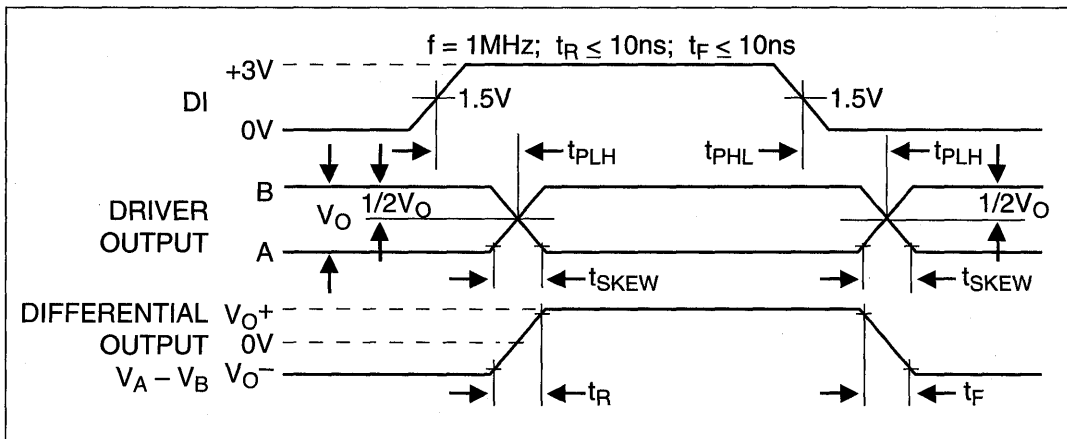 f = 1MHz; tR ≤ 10ns; tF ≤ 10ns
+3V
DI
1.5V
1.5V
0V
tPLH
tPHL
tPLH
B
DRIVER
OUTPUT
VO
1/2VO
1/2VO
A
tSKEW
tSKEW
DIFFERENTIAL
OUTPUT
VA – VB
VO+
0V
VO–
tR
tF